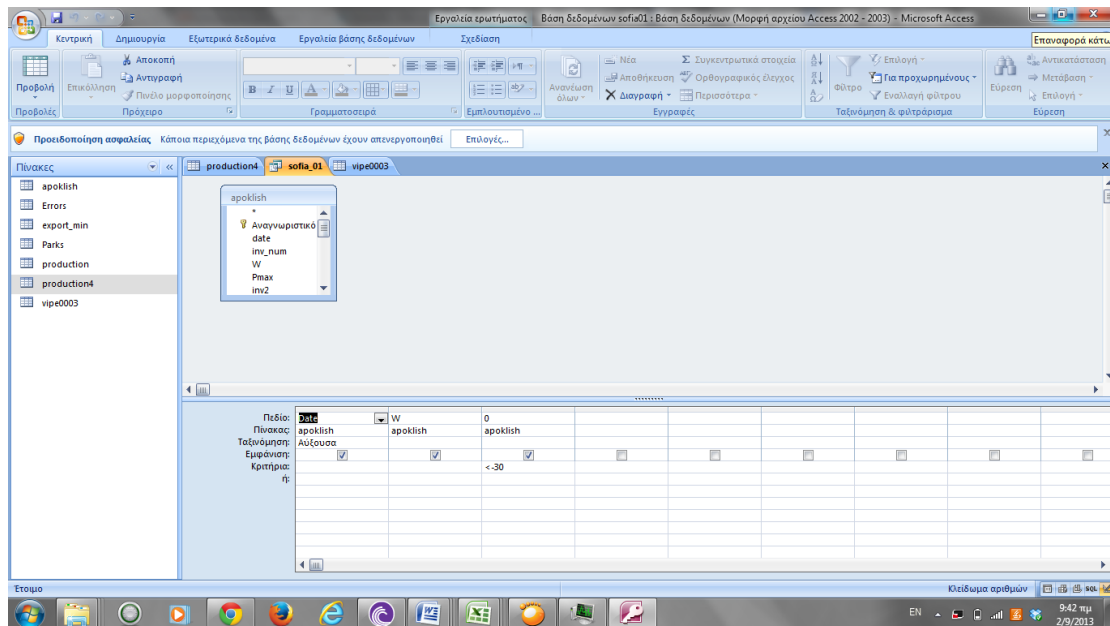 Εργαλεία ερωτήματος Βάση δεδομένων sofia01 : Βάση δεδομένων (Μορφή αρχείου Access 2002 - 2003) - Microsoft Access
Κεντρική Δημιουργία Εξωτερικά δεδομένα Εργαλεία βάσης δεδομένων Σχεδίαση
Επαναφορά κάτω
Προβολή
Προβολές
Επικόλληση
Αποκοπή
Αντιγραφή
Πινέλο μορφοποίησης
Πρόχειρο
B I U A
Γραμματοσειρά
Εμπλουτισμένο ...
Ανανέωση όλων
Νέα
Αποθήκευση
Διαγραφή
Συγκεντρωτικά στοιχεία
Ορθογραφικός έλεγχος
Περισσότερα
Εγγραφές
Φίλτρο
Επιλογή
Για προχωρημένους
Εναλλαγή φίλτρου
Ταξινόμηση & φιλτράρισμα
Εύρεση
Αντικατάσταση
Μετάβαση
Επιλογή
Εύρεση
Προειδοποίηση ασφαλείας Κάποια περιεχόμενα της βάσης δεδομένων έχουν απενεργοποιηθεί Επιλογές...
Πίνακες
apoklish
Errors
export_min
Parks
production
production4
vipe0003
production4 sofia_01 vipe0003
apoklish
*
Αναγνωριστικό
date
inv_num
W
Pmax
inv2
Πεδίο: Date W 0
Πίνακας: apoklish apoklish apoklish
Ταξινόμηση: Αύξουσα
Εμφάνιση:
Κριτήρια: <-30
ή:
Έτοιμο
Κλείδωμα αριθμών SQL
EN 9:42 πμ
2/9/2013